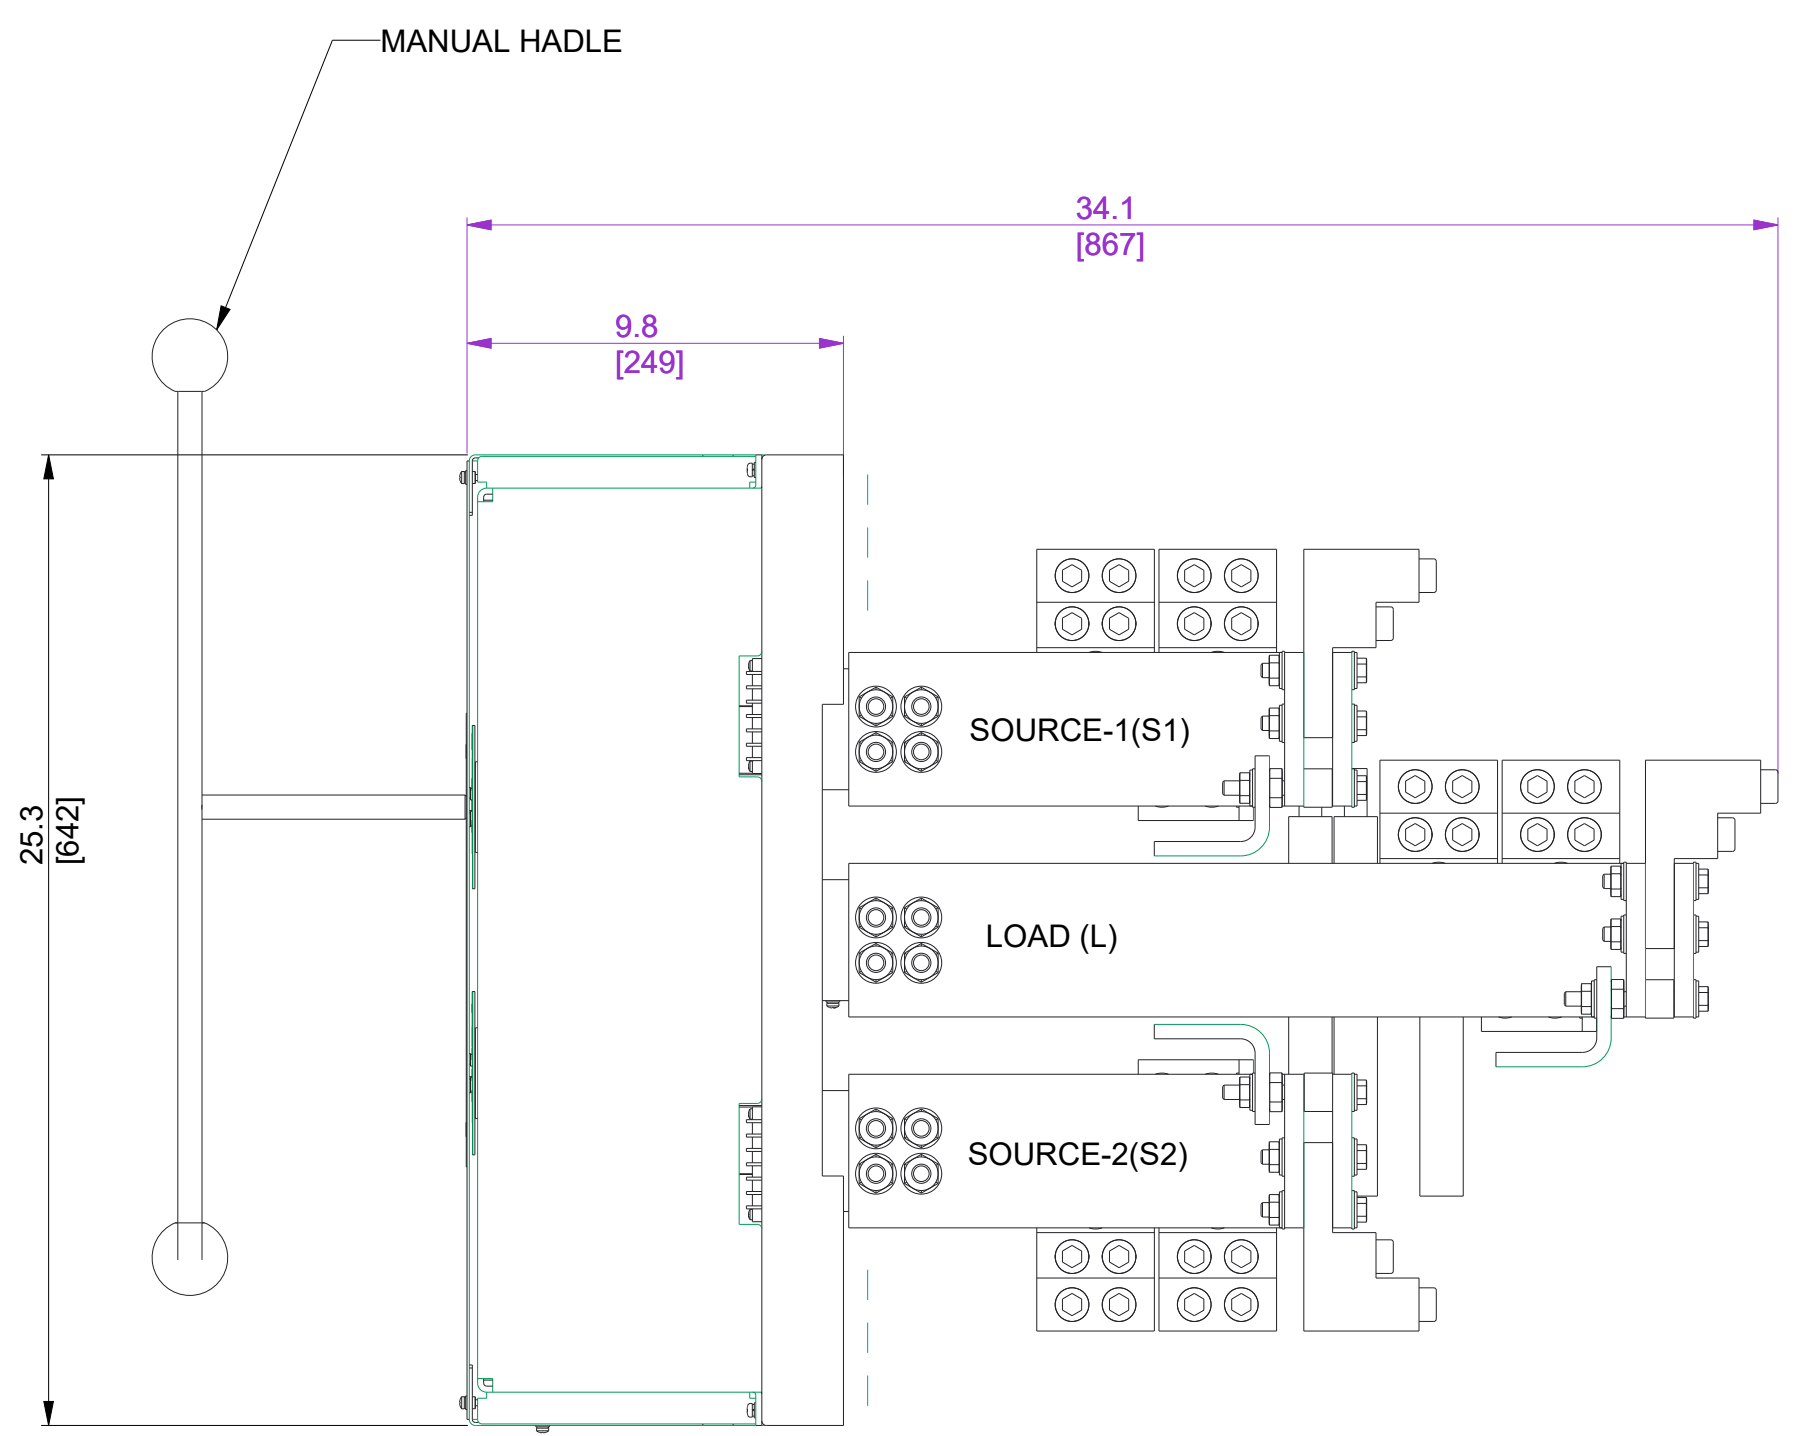 MANUAL HADLE
34.1
[867]
9.8
[249]
25.3
[642]
SOURCE-1(S1)
LOAD (L)
SOURCE-2(S2)